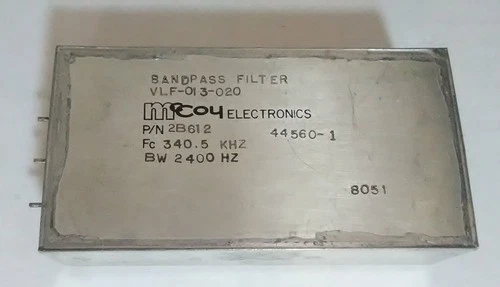 BANDPASS FILTER
VLF-013-020
McCoy ELECTRONICS
P/N 2B612 44560-1
Fc 340.5 KHZ
BW 2400 HZ
8051